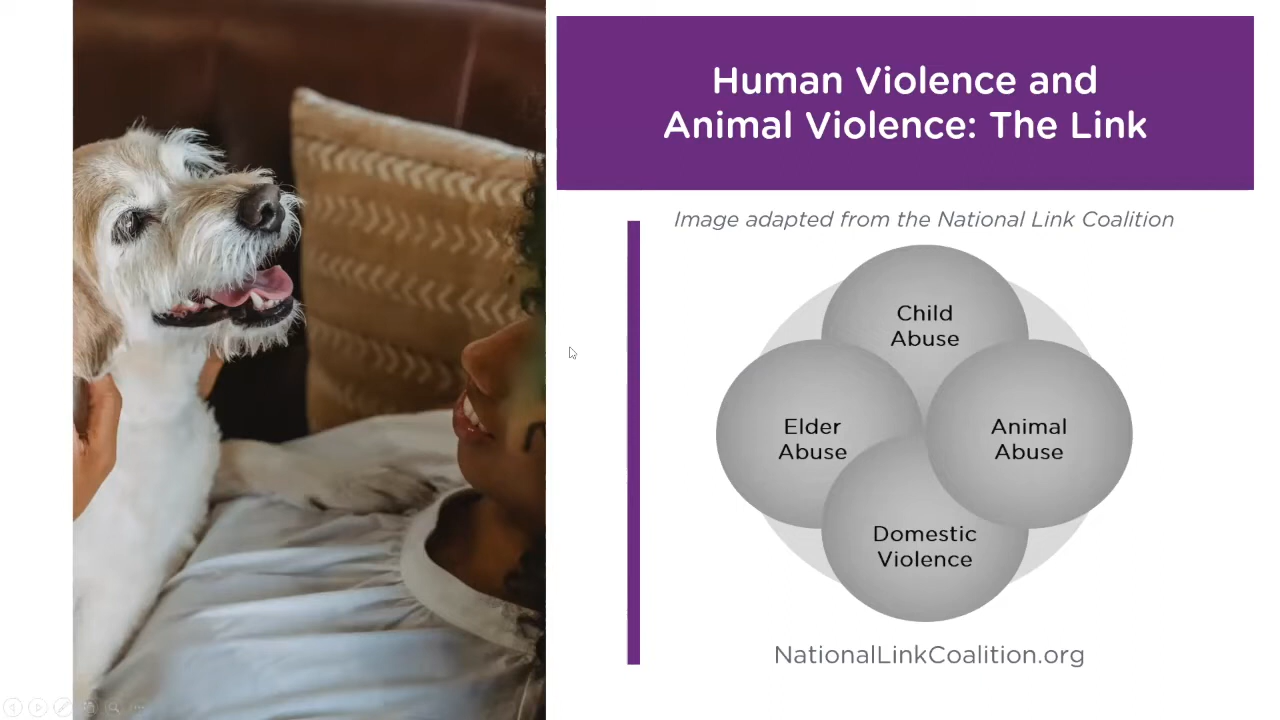 Human Violence and
Animal Violence: The Link
Image adapted from the National Link Coalition
Child
Abuse
Elder
Abuse
Animal
Abuse
Domestic
Violence
NationalLinkCoalition.org